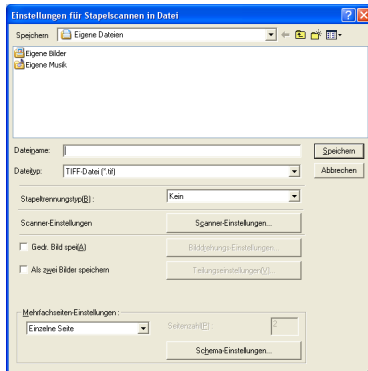 Einstellungen für Stapelscannen in Datei
Speichern Eigene Dateien
Eigene Bilder
Eigene Musik
Dateiname: Speichern
Dateityp: TIFF-Datei (*.tif) Abbrechen
Stapeltrennungstyp(B) : Kein
Scanner-Einstellungen Scanner-Einstellungen...
Gedr. Bild spei(A) Bilddrehungs-Einstellungen...
Als zwei Bilder speichern Teilungseinstellungen(V)...
Mehrfachseiten-Einstellungen :
Einzelne Seite Seitenzahl(P) : 2
Schema-Einstellungen...